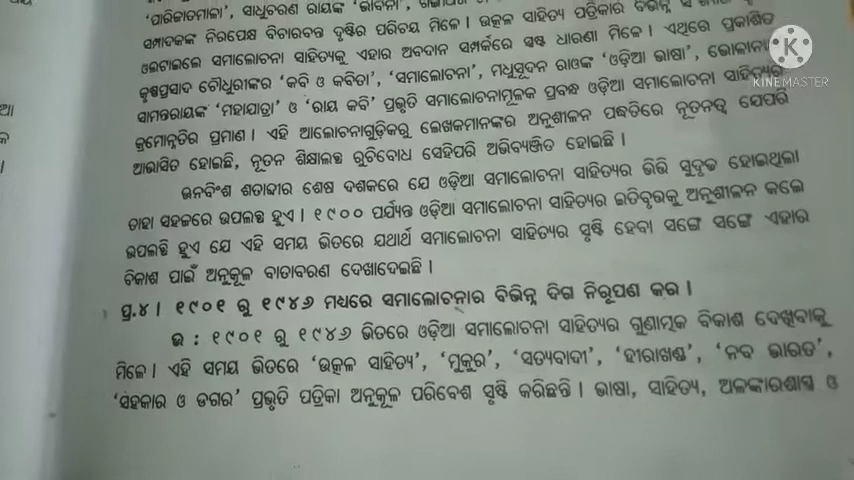 'ପାରିଜାତମାଳା', ସାଧୁଚରଣ ରାୟଙ୍କ 'ଭାବନା',
ସମ୍ପାଦକଙ୍କ ନିରପେକ୍ଷ ବିଚାରବନ୍ତ ଦୃଷ୍ଟିର ପରିଚୟ ମିଳେ । ଉତ୍କଳ ସାହିତ୍ୟ ପତ୍ରିକାର ବିଭିନ୍ନ
ଓଲଟାଇଲେ ସମାଲୋଚନା ସାହିତ୍ୟକୁ ଏହାର ଅବଦାନ ସମ୍ପର୍କରେ ସ୍ପଷ୍ଟ ଧାରଣା ମିଳେ । ଏଥିରେ ପ୍ରକାଶିତ
କୃଷ୍ଣପ୍ରସାଦ ଚୌଧୁରୀଙ୍କର 'କବି ଓ କବିତା', 'ସମାଲୋଚନା', ମଧୁସୂଦନ ରାଓଙ୍କ 'ଓଡ଼ିଆ ଭାଷା', ଭୋଳାନାଥ
ସାମନ୍ତରାୟଙ୍କ 'ମହାଯାତ୍ରା' ଓ 'ରାୟ କବି' ପ୍ରଭୃତି ସମାଲୋଚନାମୂଳକ ପ୍ରବନ୍ଧ ଓଡ଼ିଆ ସମାଲୋଚନା ସାହିତ୍ୟର
କ୍ରମୋନ୍ନତିର ପ୍ରମାଣ । ଏହି ଆଲୋଚନାଗୁଡ଼ିକରୁ ଲେଖକମାନଙ୍କର ଅନୁଶୀଳନ ପଦ୍ଧତିରେ ନୂତନତ୍ୱ ଯେପରି
ଆଭାସିତ ହୋଇଛି, ନୂତନ ଶିକ୍ଷାଲବ୍ଧ ରୁଚିବୋଧ ସେହିପରି ଅଭିବ୍ୟଞ୍ଜିତ ହୋଇଛି ।
ଊନବିଂଶ ଶତାବ୍ଦୀର ଶେଷ ଦଶକରେ ଯେ ଓଡ଼ିଆ ସମାଲୋଚନା ସାହିତ୍ୟର ଭିତ୍ତି ସୁଦୃଢ ହୋଇଥିଲା
ତାହା ସହଜରେ ଉପଲବ୍ଧ ହୁଏ । ୧୯୦୦ ପର୍ଯ୍ୟନ୍ତ ଓଡ଼ିଆ ସମାଲୋଚନା ସାହିତ୍ୟର ଇତିବୃତ୍ତକୁ ଅନୁଶୀଳନ କଲେ
ଉପଲବ୍ଧି ହୁଏ ଯେ ଏହି ସମୟ ଭିତରେ ଯଥାର୍ଥ ସମାଲୋଚନା ସାହିତ୍ୟର ସୃଷ୍ଟି ହେବା ସଙ୍ଗେ ସଙ୍ଗେ ଏହାର
ବିକାଶ ପାଇଁ ଅନୁକୂଳ ବାତାବରଣ ଦେଖାଦେଇଛି ।
ପ୍ର.୪ । ୧୯୦୧ ରୁ ୧୯୪୬ ମଧ୍ୟରେ ସମାଲୋଚନାର ବିଭିନ୍ନ ଦିଗ ନିରୂପଣ କର ।
ଉ : ୧୯୦୧ ରୁ ୧୯୪୬ ଭିତରେ ଓଡ଼ିଆ ସମାଲୋଚନା ସାହିତ୍ୟର ଗୁଣାତ୍ମକ ବିକାଶ ଦେଖିବାକୁ
ମିଳେ । ଏହି ସମୟ ଭିତରେ 'ଉତ୍କଳ ସାହିତ୍ୟ', 'ମୁକୁର', 'ସତ୍ୟବାଦୀ', 'ହୀରାଖଣ୍ଡ', 'ନବ ଭାରତ',
'ସହକାର ଓ ଡଗର' ପ୍ରଭୃତି ପତ୍ରିକା ଅନୁକୂଳ ପରିବେଶ ସୃଷ୍ଟି କରିଛନ୍ତି । ଭାଷା, ସାହିତ୍ୟ, ଅଳଙ୍କାରଶାସ୍ତ୍ର ଓ
KINEMASTER